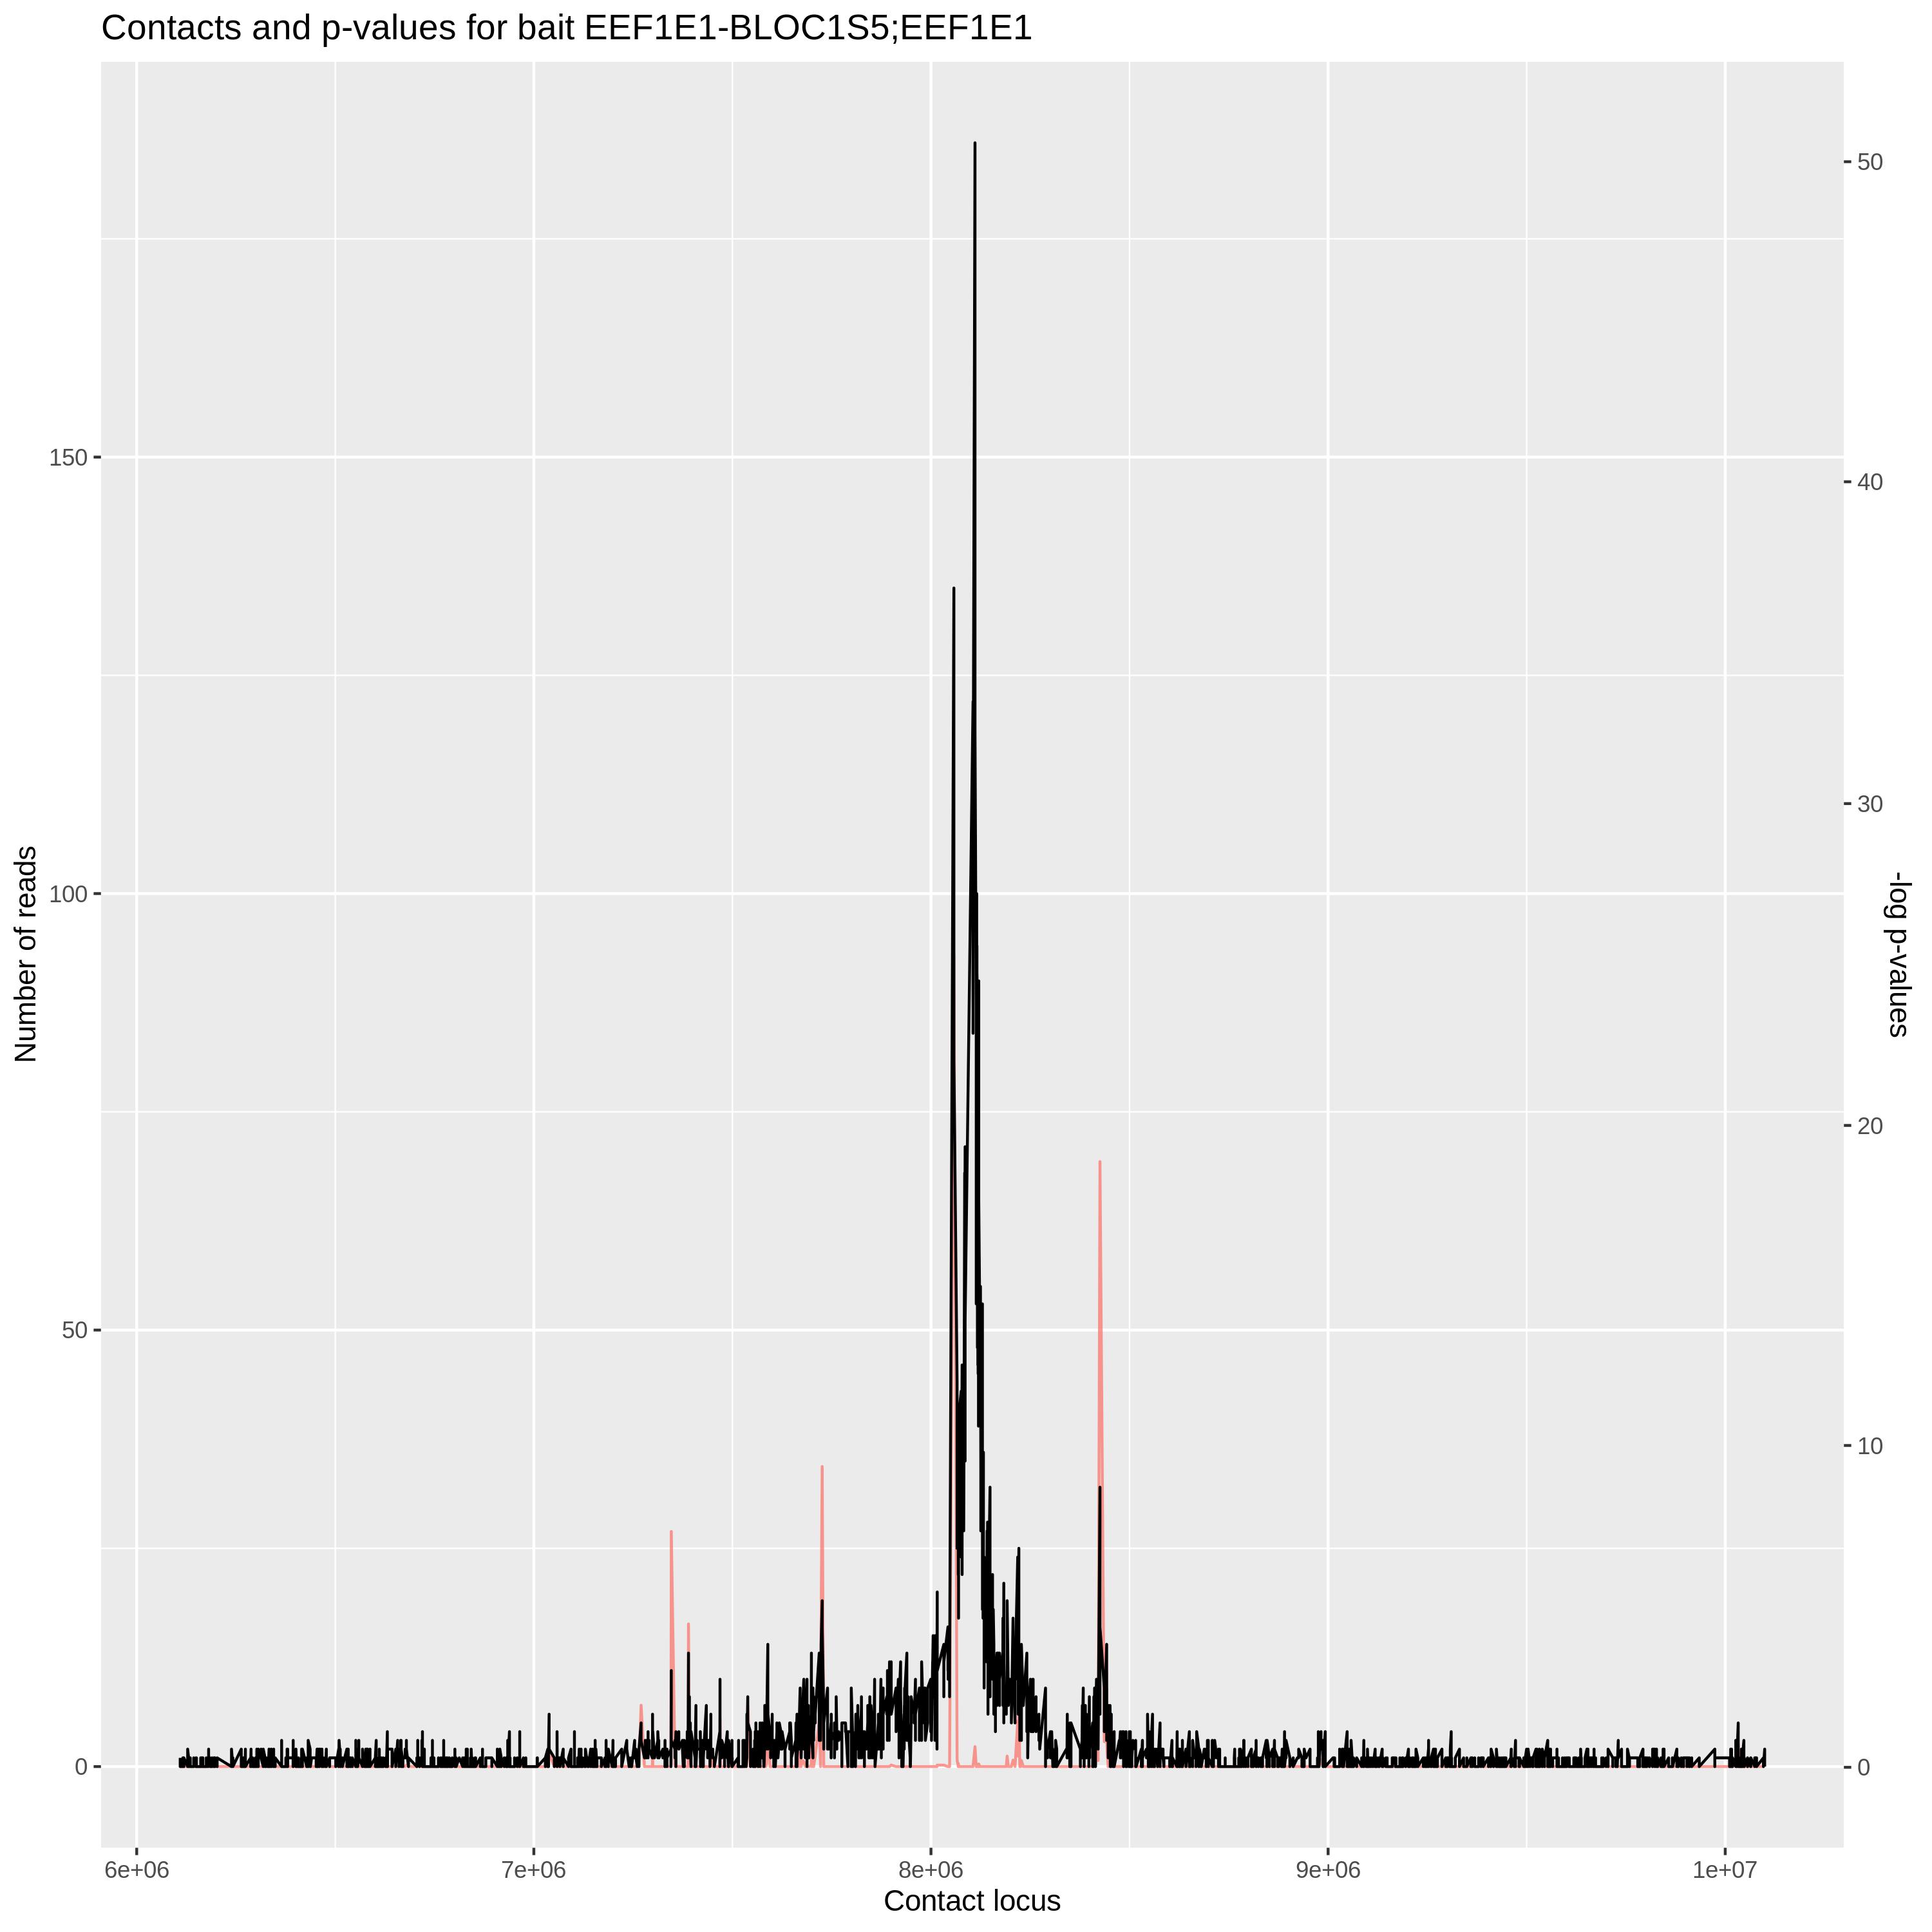 Contacts and p-values for bait EEF1E1-BLOC1S5;EEF1E1
Number of reads
150
100
50
0
50
40
30
20
10
0
-log p-values
6e+06 7e+06 8e+06 9e+06 1e+07
Contact locus